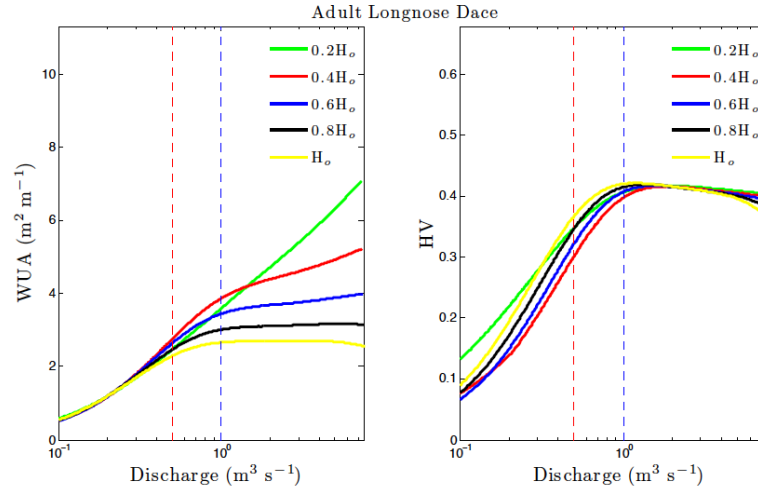 Adult Longnose Dace
10
8
6
4
2
0
WUA (m² m⁻¹)
10⁻¹
10⁰
Discharge (m³ s⁻¹)
0.2Hₒ
0.4Hₒ
0.6Hₒ
0.8Hₒ
Hₒ
0.6
0.5
0.4
0.3
0.2
0.1
0
HV
10⁻¹
10⁰
Discharge (m³ s⁻¹)
0.2Hₒ
0.4Hₒ
0.6Hₒ
0.8Hₒ
Hₒ